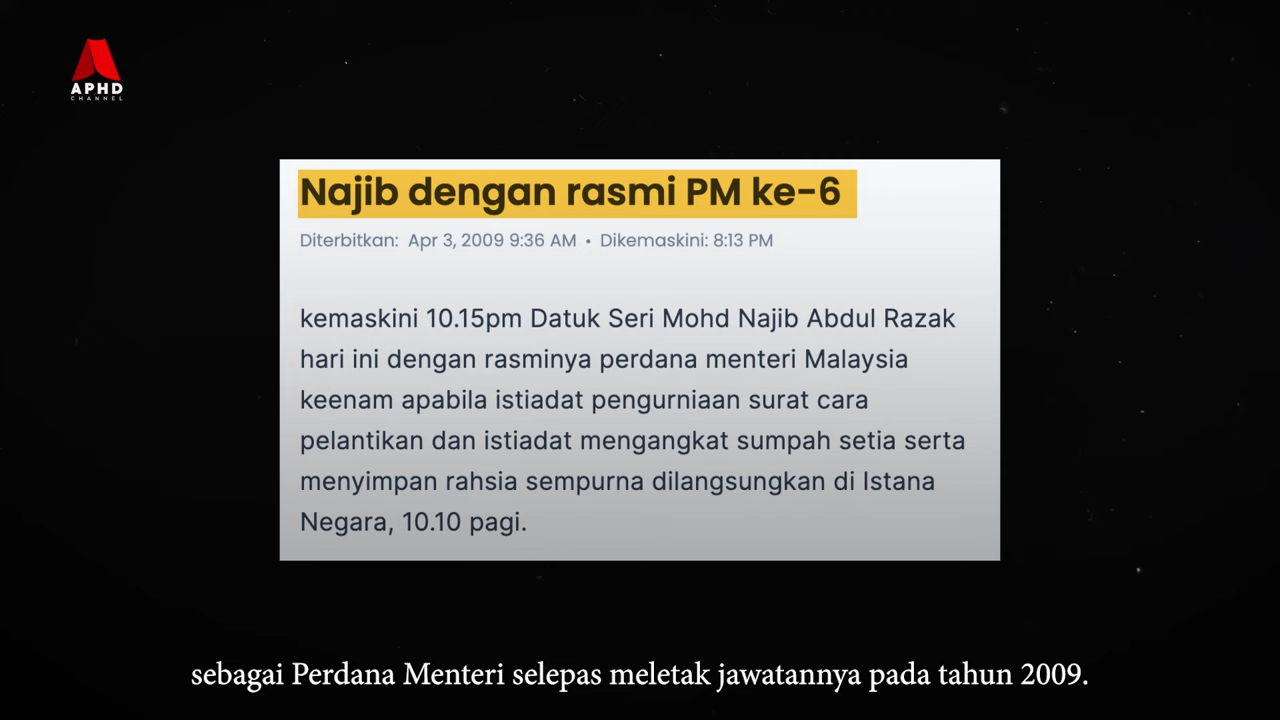 APHD
CHANNEL
Najib dengan rasmi PM ke-6
Diterbitkan: Apr 3, 2009 9:36 AM • Dikemaskini: 8:13 PM
kemaskini 10.15pm Datuk Seri Mohd Najib Abdul Razak
hari ini dengan rasminya perdana menteri Malaysia
keenam apabila istiadat pengurniaan surat cara
pelantikan dan istiadat mengangkat sumpah setia serta
menyimpan rahsia sempurna dilangsungkan di Istana
Negara, 10.10 pagi.
sebagai Perdana Menteri selepas meletak jawatannya pada tahun 2009.